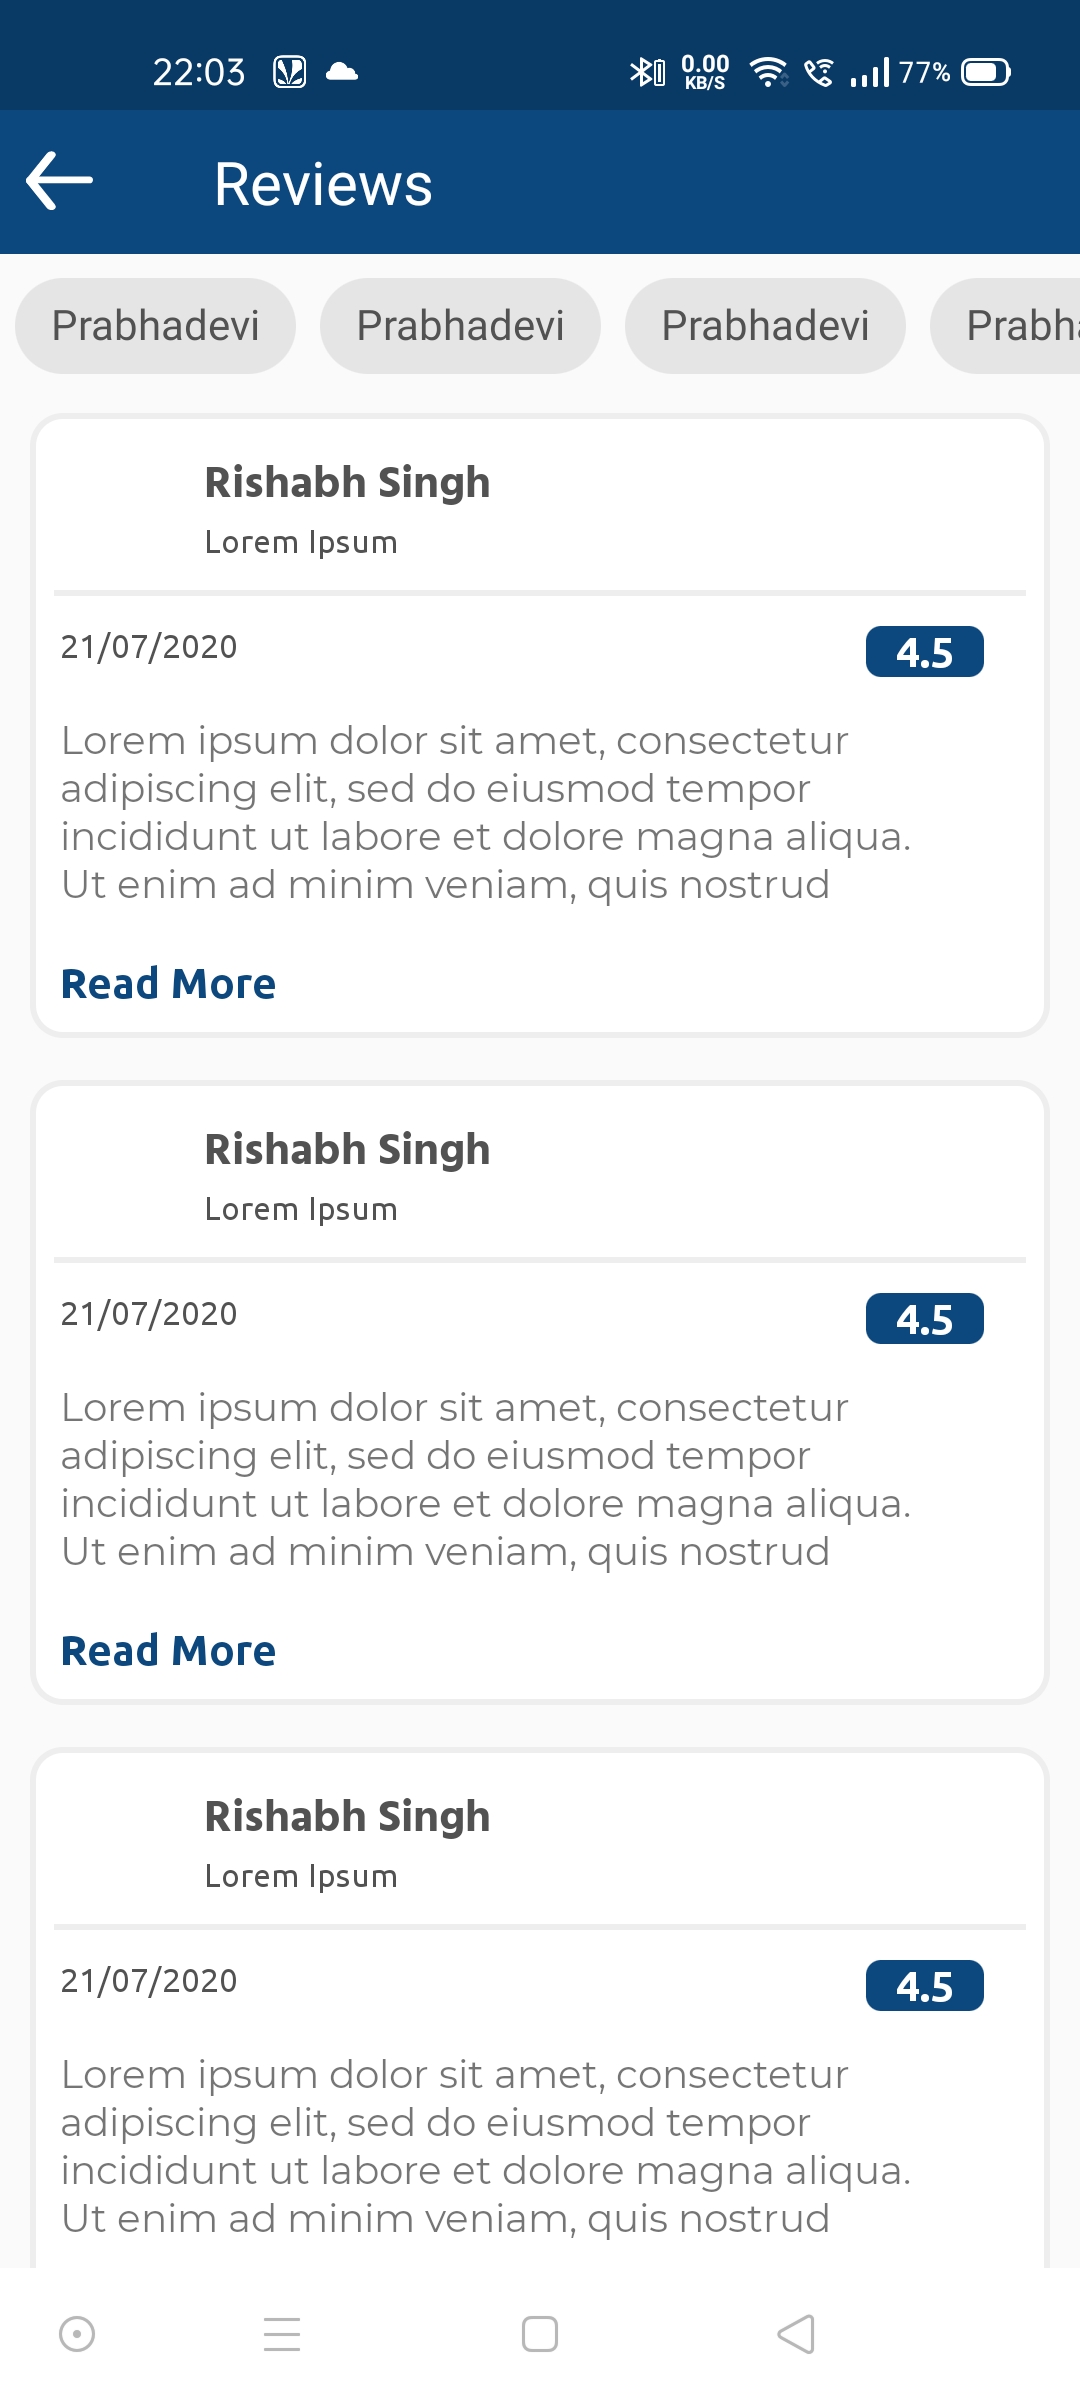 22:03 0.00 KB/S 77%
Reviews
Prabhadevi Prabhadevi Prabhadevi Prabha
Rishabh Singh
Lorem Ipsum
21/07/2020 4.5
Lorem ipsum dolor sit amet, consectetur
adipiscing elit, sed do eiusmod tempor
incididunt ut labore et dolore magna aliqua.
Ut enim ad minim veniam, quis nostrud
Read More
Rishabh Singh
Lorem Ipsum
21/07/2020 4.5
Lorem ipsum dolor sit amet, consectetur
adipiscing elit, sed do eiusmod tempor
incididunt ut labore et dolore magna aliqua.
Ut enim ad minim veniam, quis nostrud
Read More
Rishabh Singh
Lorem Ipsum
21/07/2020 4.5
Lorem ipsum dolor sit amet, consectetur
adipiscing elit, sed do eiusmod tempor
incididunt ut labore et dolore magna aliqua.
Ut enim ad minim veniam, quis nostrud